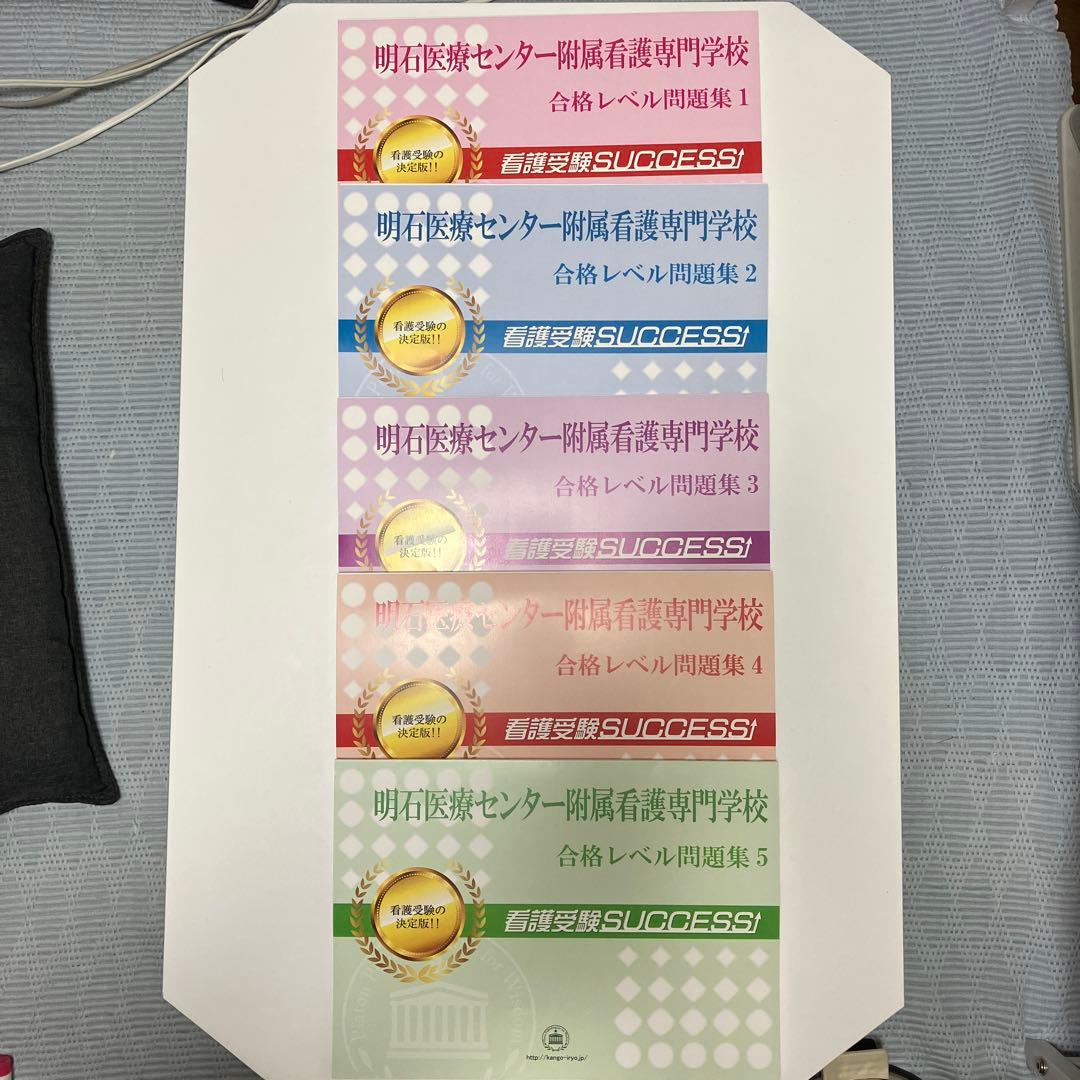 明石医療センター附属看護専門学校
合格レベル問題集1
看護受験の
決定版!!
看護受験SUCCESS↑
明石医療センター附属看護専門学校
合格レベル問題集2
看護受験の
決定版!!
看護受験SUCCESS↑
明石医療センター附属看護専門学校
合格レベル問題集3
看護受験の
決定版!!
看護受験SUCCESS↑
明石医療センター附属看護専門学校
合格レベル問題集4
看護受験の
決定版!!
看護受験SUCCESS↑
明石医療センター附属看護専門学校
合格レベル問題集5
看護受験の
決定版!!
看護受験SUCCESS↑
http://kango-iryo.jp/